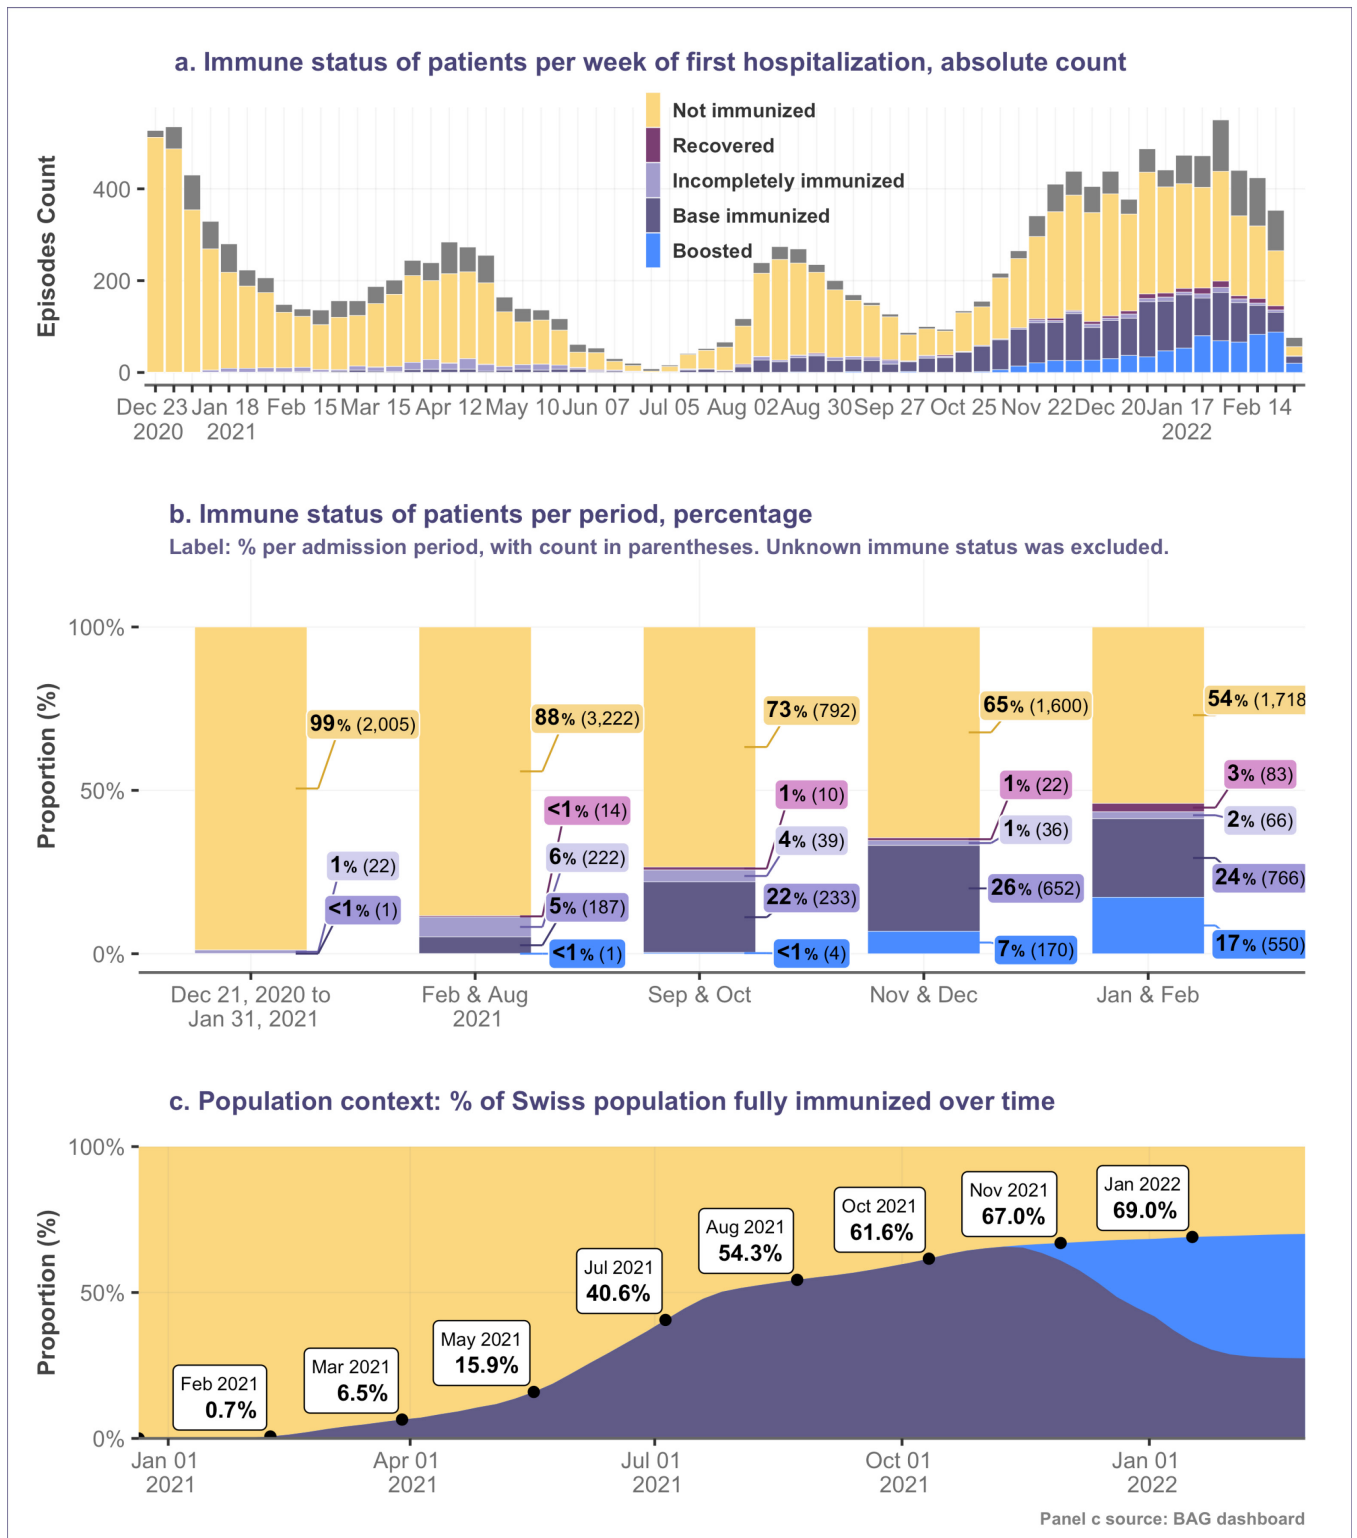 a. Immune status of patients per week of first hospitalization, absolute count
Not immunized
Recovered
Incompletely immunized
Base immunized
Boosted
Episodes Count
400
200
0
Dec 23 Jan 18 Feb 15 Mar 15 Apr 12 May 10 Jun 07 Jul 05 Aug 02 Aug 30 Sep 27 Oct 25 Nov 22 Dec 20 Jan 17 Feb 14
2020 2021 2022
b. Immune status of patients per period, percentage
Label: % per admission period, with count in parentheses. Unknown immune status was excluded.
Proportion (%)
100%
50%
0%
99% (2,005)
1% (22)
<1% (1)
88% (3,222)
<1% (14)
6% (222)
5% (187)
<1% (1)
73% (792)
1% (10)
4% (39)
22% (233)
<1% (4)
65% (1,600)
1% (22)
1% (36)
26% (652)
7% (170)
54% (1,718
3% (83)
2% (66)
24% (766)
17% (550)
Dec 21, 2020 to Feb & Aug Sep & Oct Nov & Dec Jan & Feb
Jan 31, 2021 2021
c. Population context: % of Swiss population fully immunized over time
Proportion (%)
100%
50%
0%
Feb 2021
0.7%
Mar 2021
6.5%
May 2021
15.9%
Jul 2021
40.6%
Aug 2021
54.3%
Oct 2021
61.6%
Nov 2021
67.0%
Jan 2022
69.0%
Jan 01 Apr 01 Jul 01 Oct 01 Jan 01
2021 2021 2021 2021 2022
Panel c source: BAG dashboard